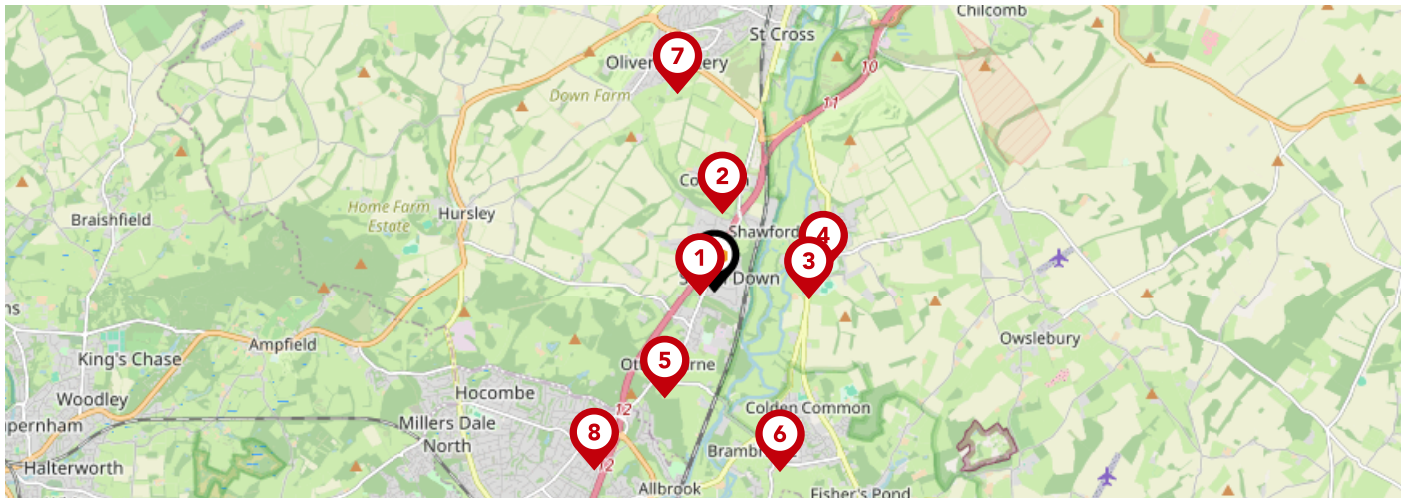 Chilcomb
St Cross
7
10
Down Farm
11
2
Home Farm
Estate
Braishfield
Hursley
Shawford
4
1
3
Down
ns
Owslebury
Ampfield
King's Chase
5
Hocombe
Woodley
12
Colden Common
Millers Dale
North
8
6
Halterworth
Allbrook
Fisher's Pond